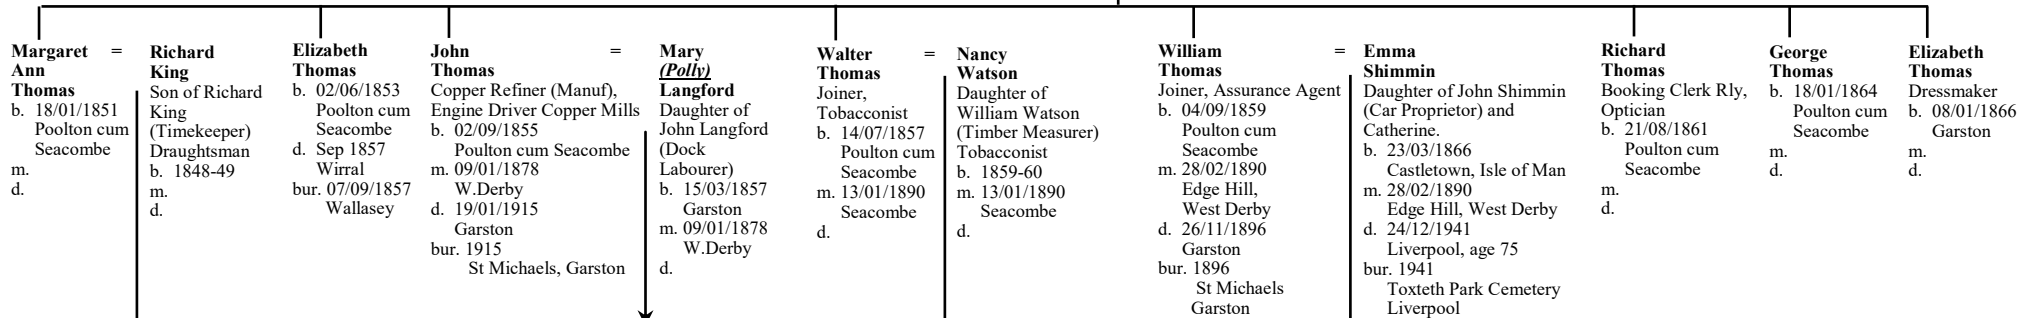 Margaret =
Ann
Thomas
b. 18/01/1851
Poolton cum
Seacombe
m.
d.
Richard
King
Son of Richard
King
(Timekeeper)
Draughtsman
b. 1848-49
m.
d.
Elizabeth
Thomas
b. 02/06/1853
Poolton cum
Seacombe
d. Sep 1857
Wirral
bur. 07/09/1857
Wallasey
John =
Thomas
Copper Refiner (Manuf),
Engine Driver Copper Mills
b. 02/09/1855
Poulton cum Seacombe
m. 09/01/1878
W.Derby
d. 19/01/1915
Garston
bur. 1915
St Michaels, Garston
Mary
(Polly)
Langford
Daughter of
John Langford
(Dock
Labourer)
b. 15/03/1857
Garston
m. 09/01/1878
W.Derby
d.
Walter =
Thomas
Joiner,
Tobacconist
b. 14/07/1857
Poulton cum
Seacombe
m. 13/01/1890
Seacombe
d.
Nancy
Watson
Daughter of
William Watson
(Timber Measurer)
Tobacconist
b. 1859-60
m. 13/01/1890
Seacombe
d.
William =
Thomas
Joiner, Assurance Agent
b. 04/09/1859
Poulton cum
Seacombe
m. 28/02/1890
Edge Hill,
West Derby
d. 26/11/1896
Garston
bur. 1896
St Michaels
Garston
Emma
Shimmin
Daughter of John Shimmin
(Car Proprietor) and
Catherine.
b. 23/03/1866
Castletown, Isle of Man
m. 28/02/1890
Edge Hill, West Derby
d. 24/12/1941
Liverpool, age 75
bur. 1941
Toxteth Park Cemetery
Liverpool
Richard
Thomas
Booking Clerk Rly,
Optician
b. 21/08/1861
Poulton cum
Seacombe
m.
d.
George
Thomas
b. 18/01/1864
Poulton cum
Seacombe
m.
d.
Elizabeth
Thomas
Dressmaker
b. 08/01/1866
Garston
m.
d.